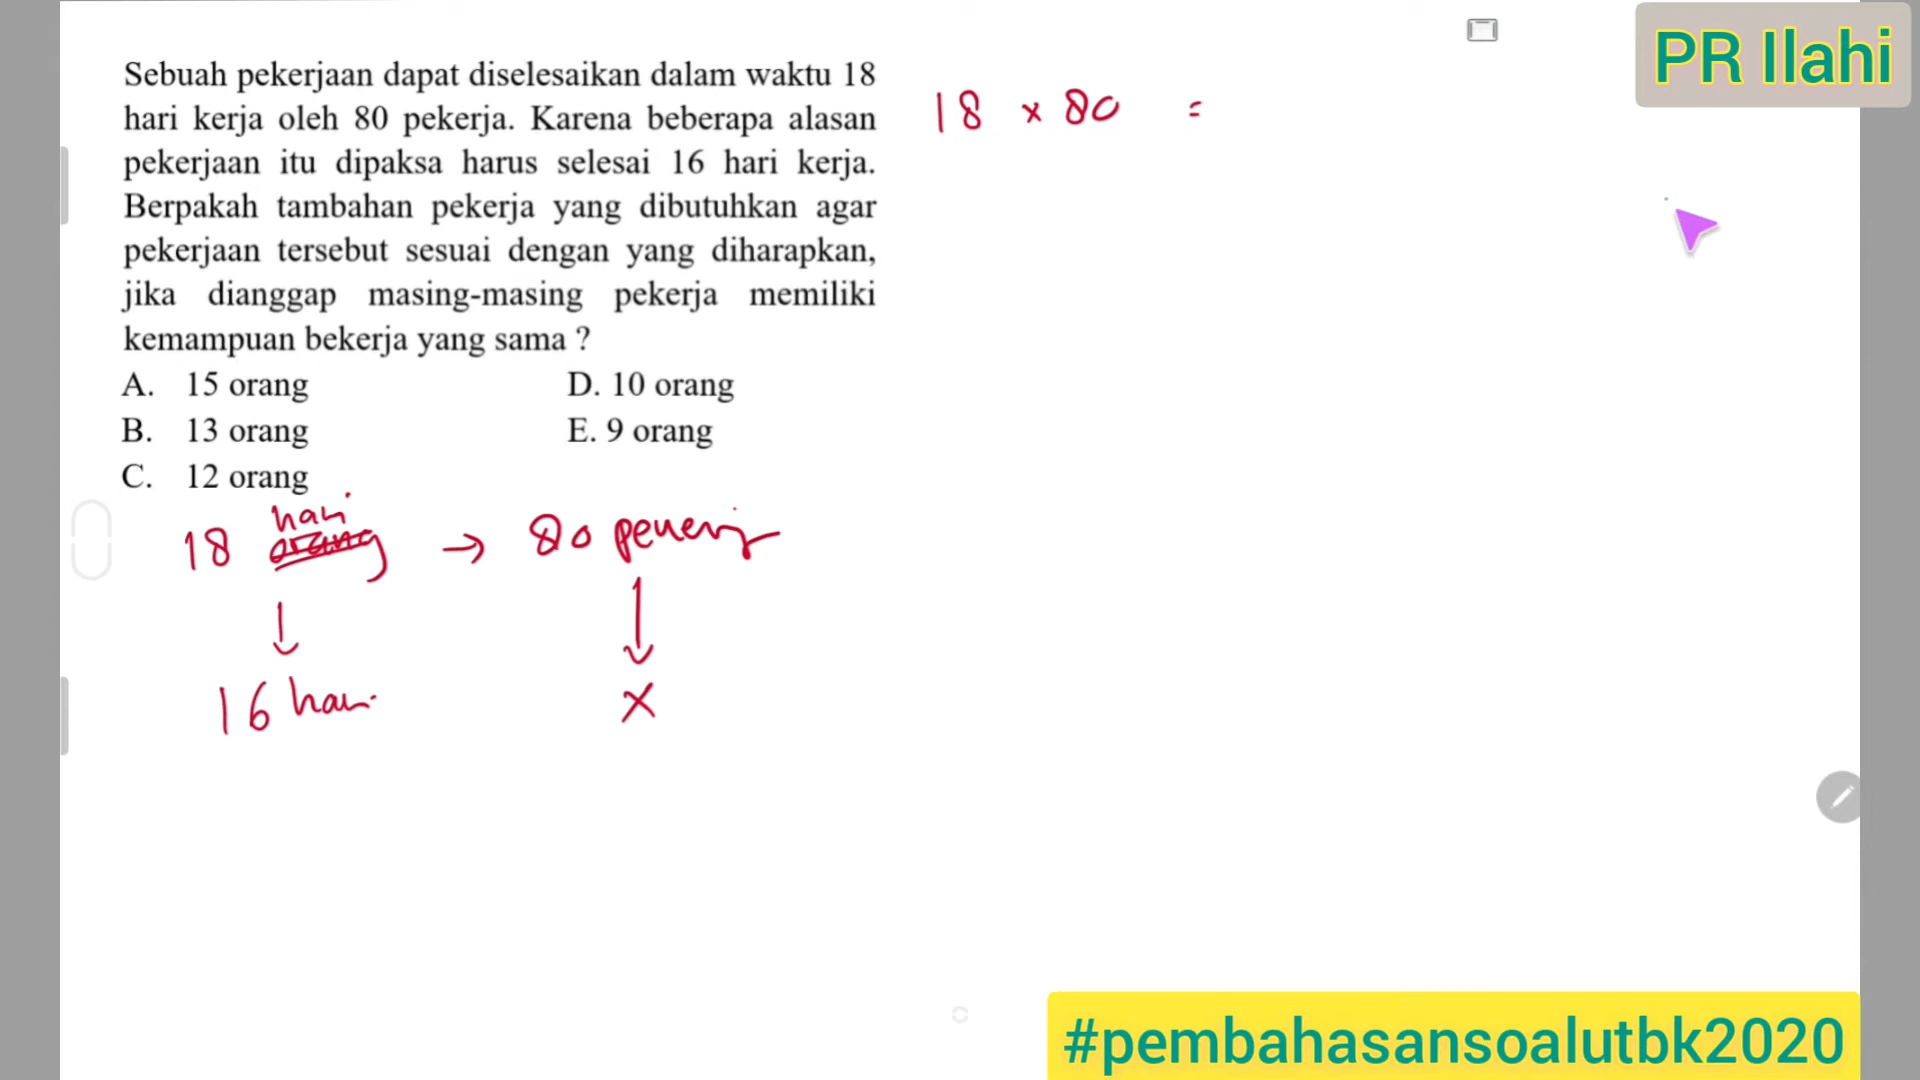 PR Ilahi
Sebuah pekerjaan dapat diselesaikan dalam waktu 18
hari kerja oleh 80 pekerja. Karena beberapa alasan
pekerjaan itu dipaksa harus selesai 16 hari kerja.
Berpakah tambahan pekerja yang dibutuhkan agar
pekerjaan tersebut sesuai dengan yang diharapkan,
jika dianggap masing-masing pekerja memiliki
kemampuan bekerja yang sama ?
A. 15 orang
B. 13 orang
C. 12 orang
D. 10 orang
E. 9 orang
18 × 80 =
hari
18 orang → 80
16 hari x
#pembahasansoalutbk2020